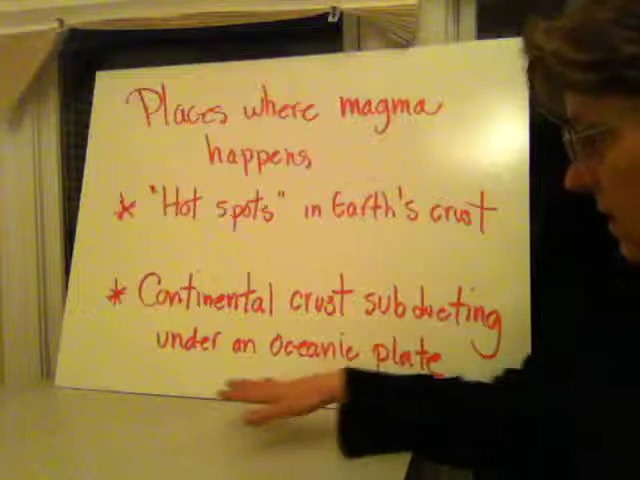 Places where magma
happens
* "Hot spots" in Earth's crust
* Continental crust subducting
under an oceanic plate